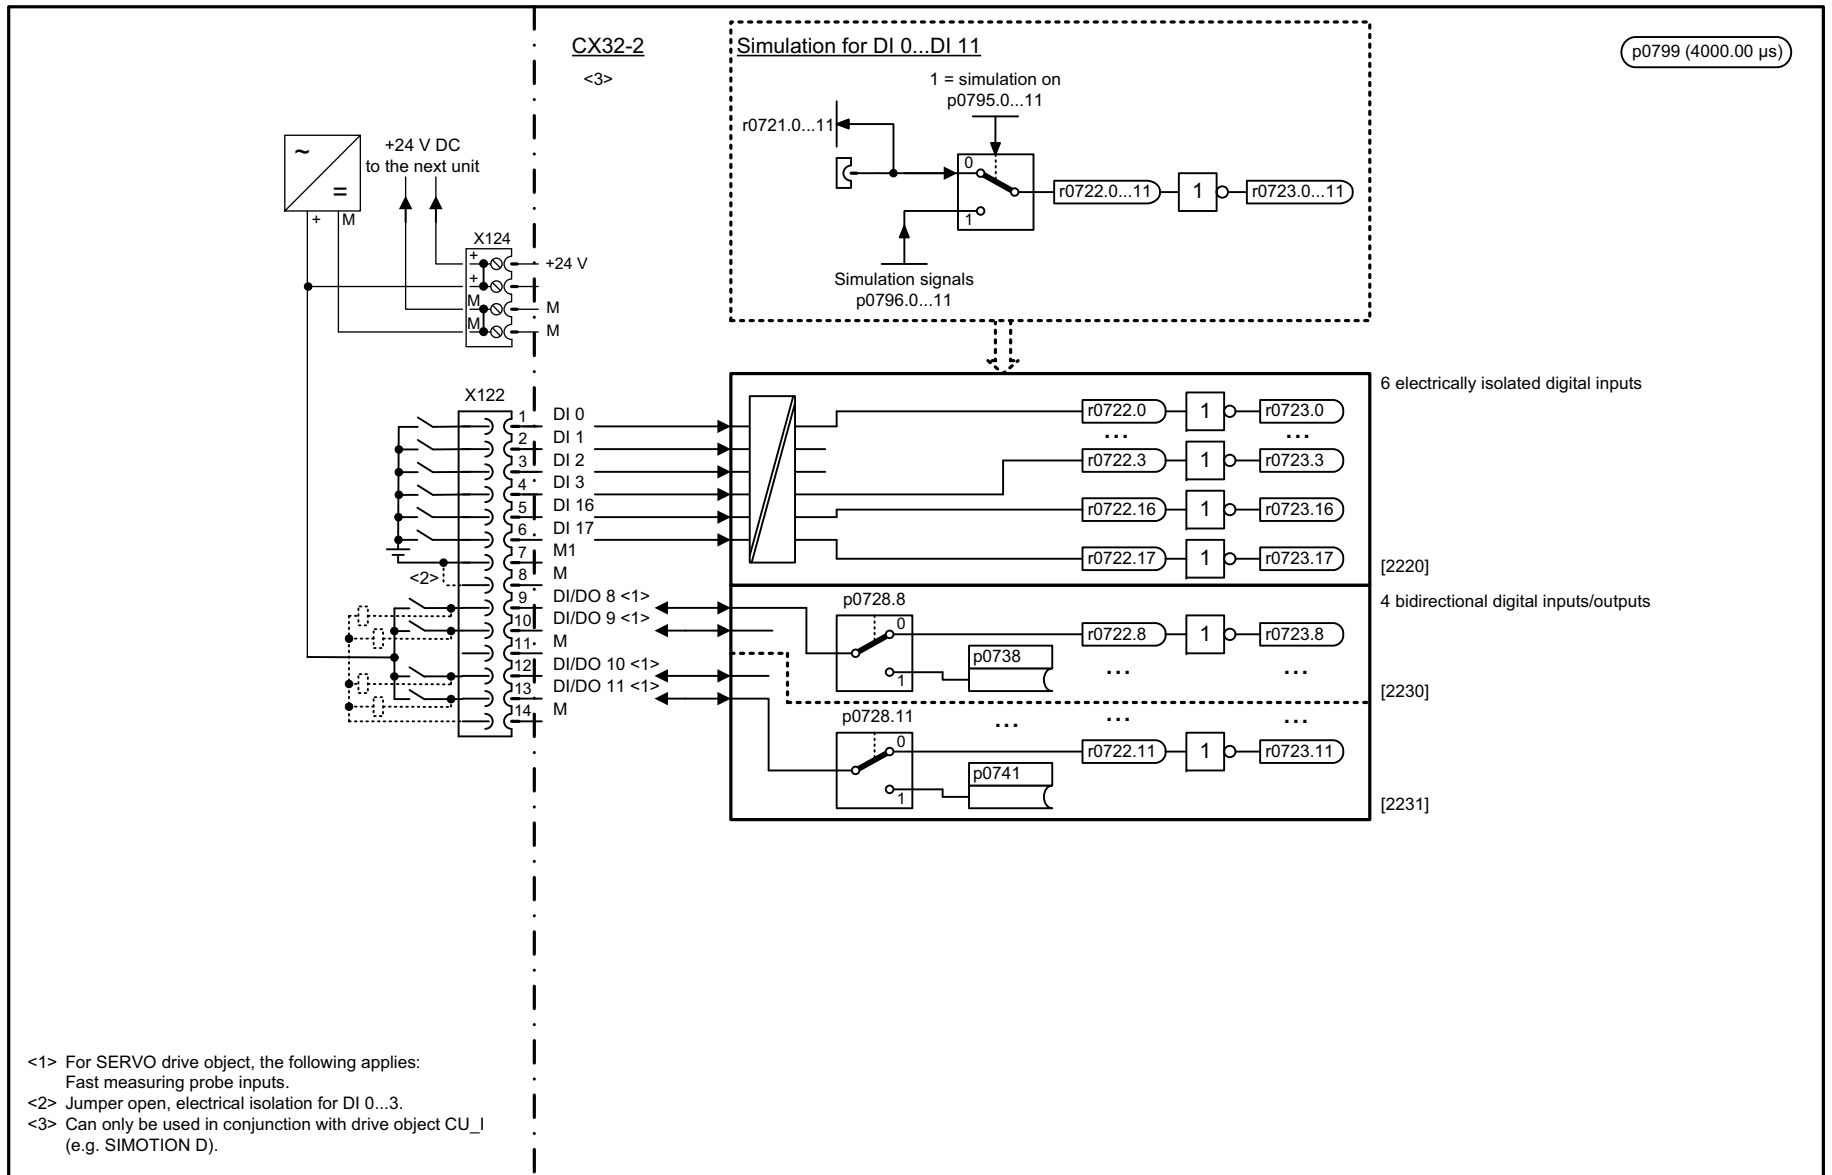 CX32-2
<3>
Simulation for DI 0...DI 11
p0799 (4000.00 µs)
1 = simulation on
p0795.0...11
r0721.0...11
0
1
r0722.0...11
1
r0723.0...11
Simulation signals
p0796.0...11
~
=
+
M
+24 V DC
to the next unit
X124
+
+24 V
+
M
M
M
M
X122
1
DI 0
2
DI 1
3
DI 2
4
DI 3
5
DI 16
6
DI 17
7
M1
8
M
<2>
9
DI/DO 8 <1>
10
DI/DO 9 <1>
11
M
12
DI/DO 10 <1>
13
DI/DO 11 <1>
14
M
6 electrically isolated digital inputs
r0722.0
1
r0723.0
...
...
r0722.3
1
r0723.3
r0722.16
1
r0723.16
r0722.17
1
r0723.17
[2220]
4 bidirectional digital inputs/outputs
p0728.8
0
1
r0722.8
1
r0723.8
p0738
...
...
[2230]
p0728.11
...
...
...
0
1
r0722.11
1
r0723.11
p0741
[2231]
<1> For SERVO drive object, the following applies:
Fast measuring probe inputs.
<2> Jumper open, electrical isolation for DI 0...3.
<3> Can only be used in conjunction with drive object CU_I
(e.g. SIMOTION D).